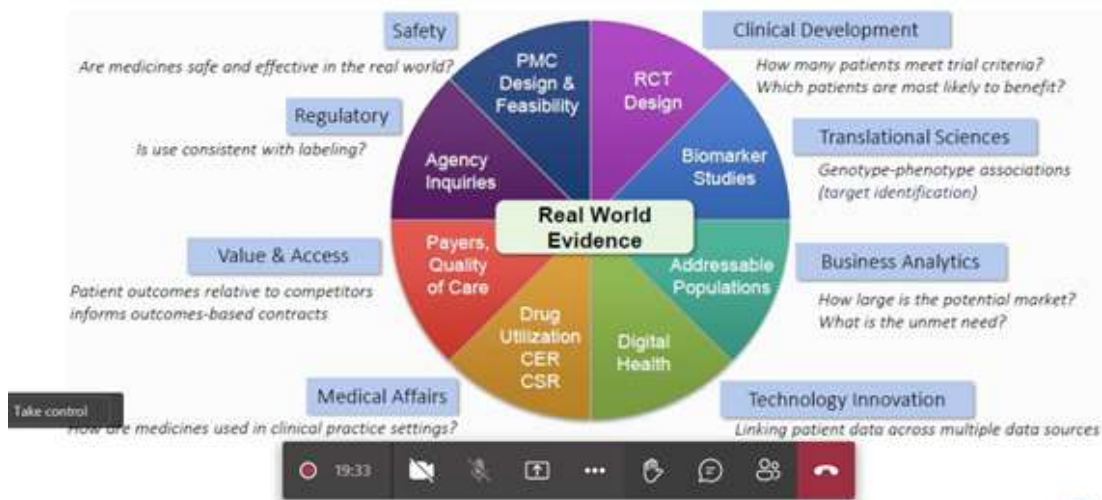 Safety
Are medicines safe and effective in the real world?
Regulatory
Is use consistent with labeling?
Value & Access
Patient outcomes relative to competitors
informs outcomes-based contracts
Medical Affairs
How are medicines used in clinical practice settings?
PMC
Design &
Feasibility
RCT
Design
Agency
Inquiries
Biomarker
Studies
Real World
Evidence
Payers,
Quality
of Care
Addressable
Populations
Drug
Utilization
CER
CSR
Digital
Health
Clinical Development
How many patients meet trial criteria?
Which patients are most likely to benefit?
Translational Sciences
Genotype-phenotype associations
(target identification)
Business Analytics
How large is the potential market?
What is the unmet need?
Technology Innovation
Linking patient data across multiple data sources
Take control
19:33